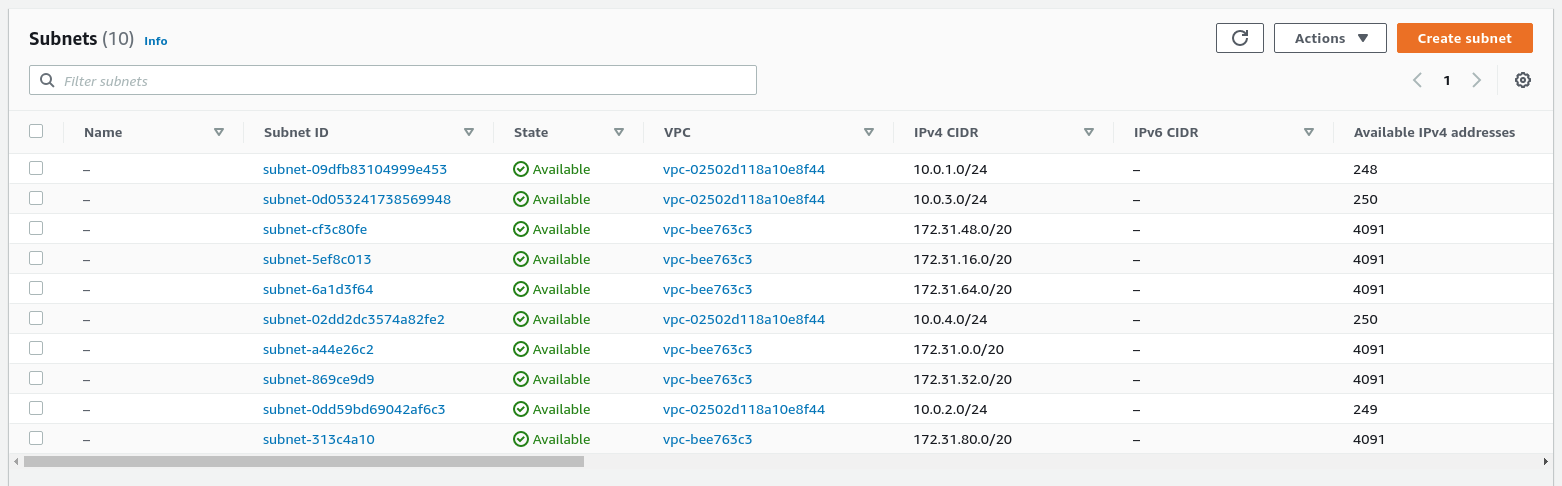 Subnets (10) Info
Actions ▼ Create subnet
Filter subnets
1
Name Subnet ID State VPC IPv4 CIDR IPv6 CIDR Available IPv4 addresses
– subnet-09dfb83104999e453 Available vpc-02502d118a10e8f44 10.0.1.0/24 – 248
– subnet-0d053241738569948 Available vpc-02502d118a10e8f44 10.0.3.0/24 – 250
– subnet-cf3c80fe Available vpc-bee763c3 172.31.48.0/20 – 4091
– subnet-5ef8c013 Available vpc-bee763c3 172.31.16.0/20 – 4091
– subnet-6a1d3f64 Available vpc-bee763c3 172.31.64.0/20 – 4091
– subnet-02dd2dc3574a82fe2 Available vpc-02502d118a10e8f44 10.0.4.0/24 – 250
– subnet-a44e26c2 Available vpc-bee763c3 172.31.0.0/20 – 4091
– subnet-869ce9d9 Available vpc-bee763c3 172.31.32.0/20 – 4091
– subnet-0dd59bd69042af6c3 Available vpc-02502d118a10e8f44 10.0.2.0/24 – 249
– subnet-313c4a10 Available vpc-bee763c3 172.31.80.0/20 – 4091